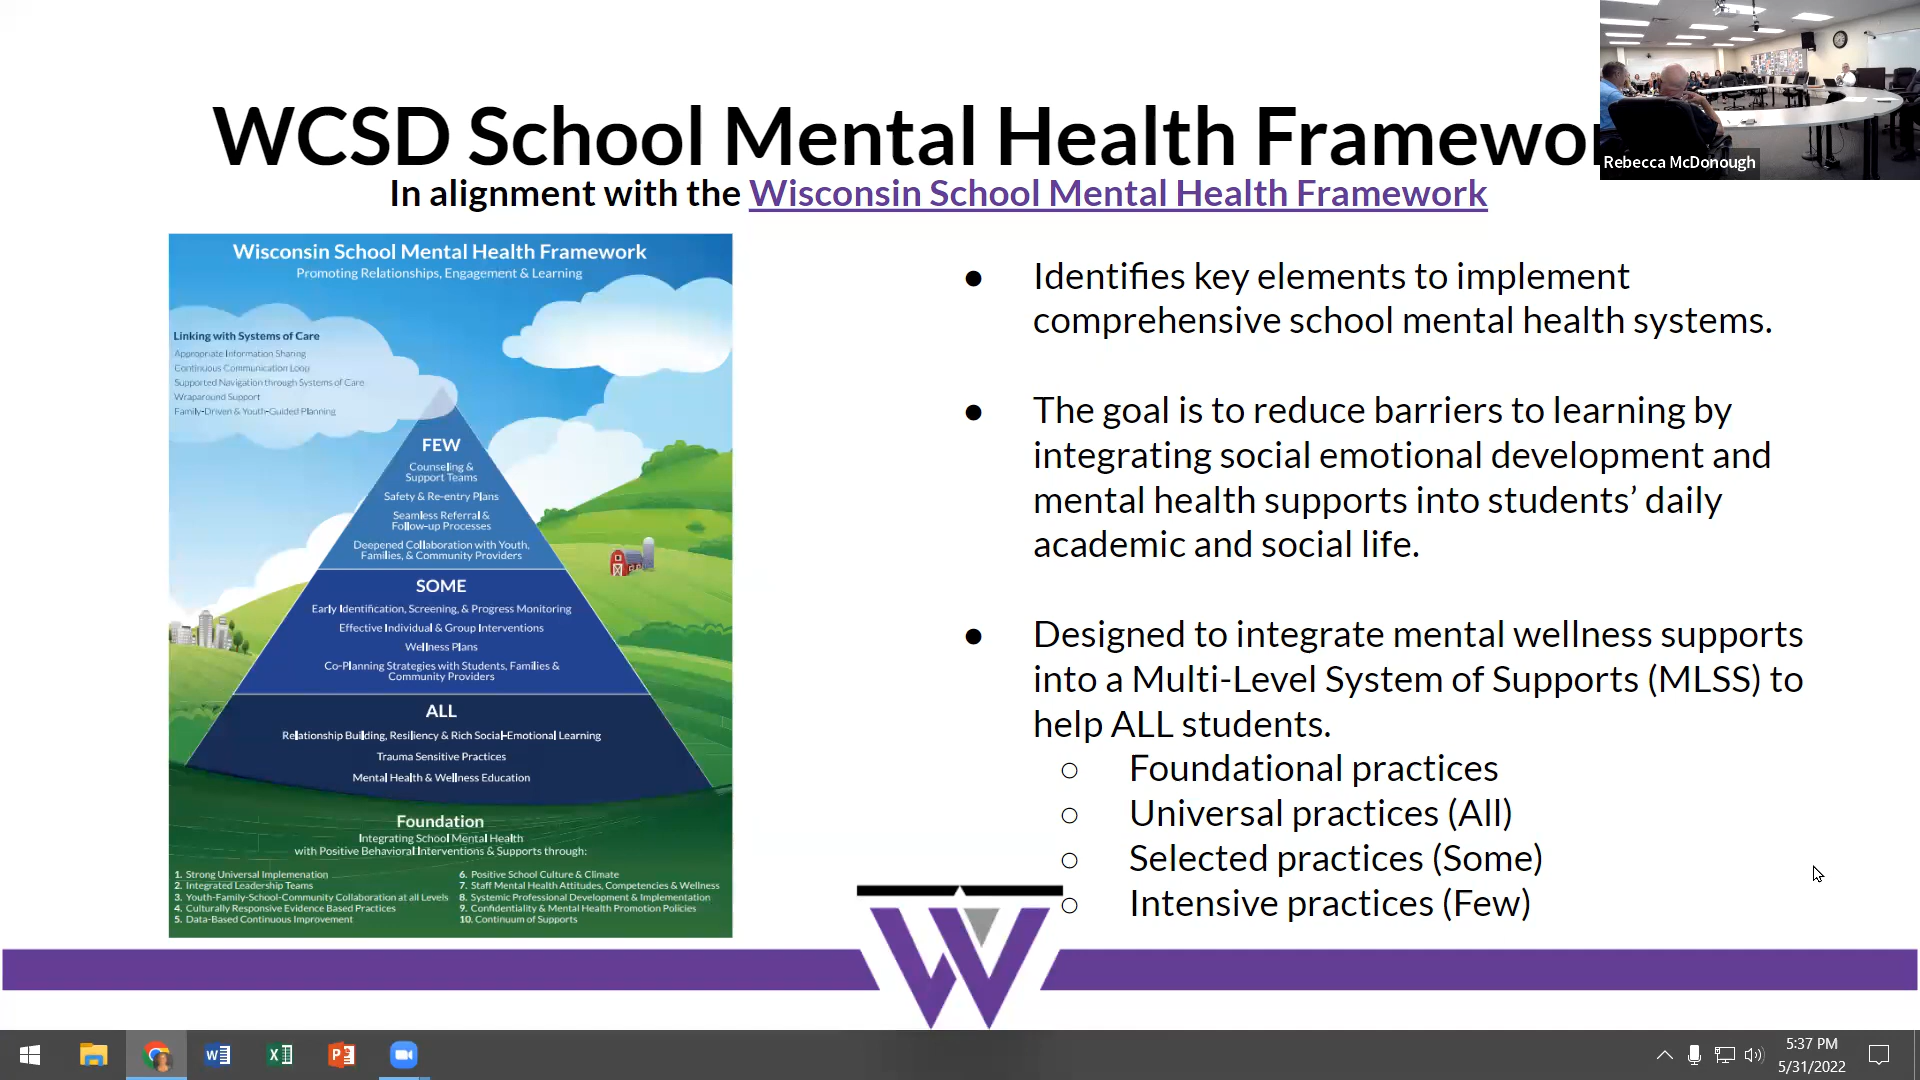 WCSD School Mental Health Framewor
In alignment with the Wisconsin School Mental Health Framework
Rebecca McDonough
Wisconsin School Mental Health Framework
Promoting Relationships, Engagement & Learning
Linking with Systems of Care
Appropriate Information Sharing
Continuous Communication Loop
Supported Navigation through Systems of Care
Wraparound Support
Family-Driven & Youth-Guided Planning
FEW
Counseling &
Support Teams
Safety & Re-entry Plans
Seamless Referral &
Follow-up Processes
Deepened Collaboration with Youth,
Families, & Community Providers
SOME
Early Identification, Screening, & Progress Monitoring
Effective Individual & Group Interventions
Wellness Plans
Co-Planning Strategies with Students, Families &
Community Providers
ALL
Relationship Building, Resiliency & Rich Social-Emotional Learning
Trauma Sensitive Practices
Mental Health & Wellness Education
Foundation
Integrating School Mental Health
with Positive Behavioral Interventions & Supports through:
1. Strong Universal Implemenation
2. Integrated Leadership Teams
3. Youth-Family-School-Community Collaboration at all Levels
4. Culturally Responsive Evidence Based Practices
5. Data-Based Continuous Improvement
6. Positive School Culture & Climate
7. Staff Mental Health Attitudes, Competencies & Wellness
8. Systemic Professional Development & Implementation
9. Confidentiality & Mental Health Promotion Policies
10. Continuum of Supports
● Identifies key elements to implement
comprehensive school mental health systems.
● The goal is to reduce barriers to learning by
integrating social emotional development and
mental health supports into students’ daily
academic and social life.
● Designed to integrate mental wellness supports
into a Multi-Level System of Supports (MLSS) to
help ALL students.
○ Foundational practices
○ Universal practices (All)
○ Selected practices (Some)
○ Intensive practices (Few)
W
5:37 PM
5/31/2022